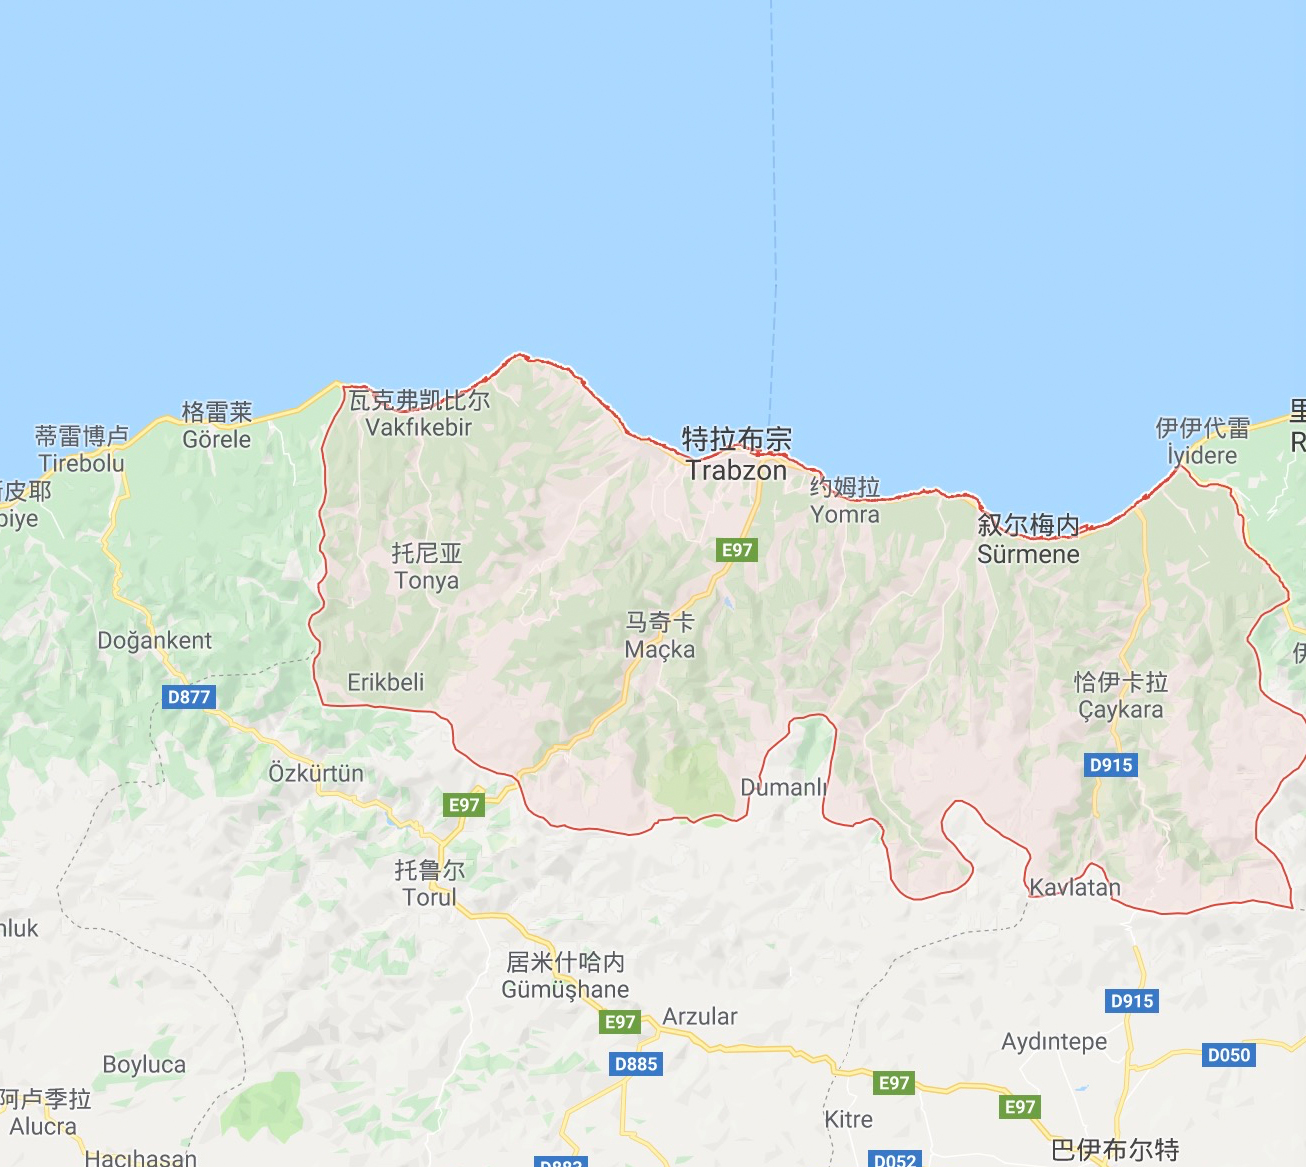 瓦克弗凯比尔
Vakfıkebir
格雷莱
Görele
蒂雷博卢
Tirebolu
特拉布宗
Trabzon
伊伊代雷
İyidere
里
R
皮耶
piye
约姆拉
Yomra
叙尔梅内
Sürmene
托尼亚
Tonya
E97
马奇卡
Maçka
Doğankent
Erikbeli
D877
恰伊卡拉
Çaykara
D915
Özkürtün
E97
Dumanlı
托鲁尔
Torul
Kavlatan
nluk
居米什哈内
Gümüşhane
D915
E97
Arzular
Aydıntepe
D050
Boyluca
D885
E97
阿卢季拉
Alucra
E97
Kitre
巴伊布尔特
Hacıhasan
D883
D052